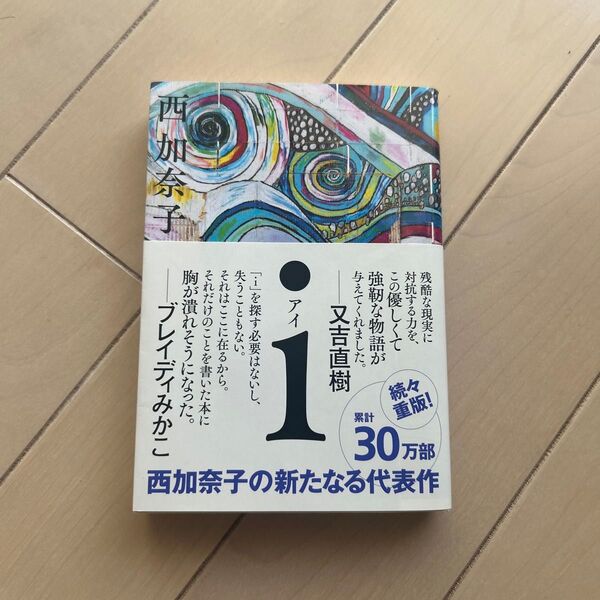 西加奈子
i
アイ
残酷な現実に
対抗する力を、
この優しくて
強靭な物語が
与えてくれました。
──又吉直樹
「i」を探す必要はないし、
失うこともない。
それはここに在るから。
それだけのことを書いた本に
胸が潰れそうになった。
──ブレイディみかこ
続々
重版!
累計
30万部
西加奈子の新たなる代表作